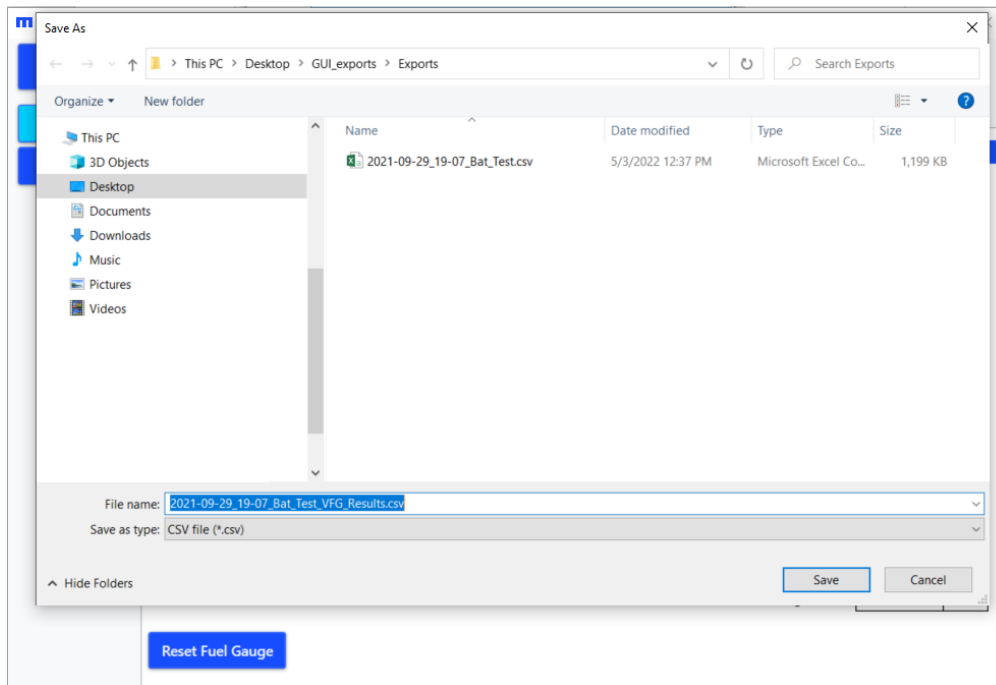 m
Save As
This PC > Desktop > GUI_exports > Exports
Search Exports
Organize
New folder
?
This PC
3D Objects
Desktop
Documents
Downloads
Music
Pictures
Videos
Name Date modified Type Size
2021-09-29_19-07_Bat_Test.csv 5/3/2022 12:37 PM Microsoft Excel Co... 1,199 KB
File name: 2021-09-29_19-07_Bat_Test_VFG_Results.csv
Save as type: CSV file (*.csv)
Hide Folders
Save
Cancel
Reset Fuel Gauge